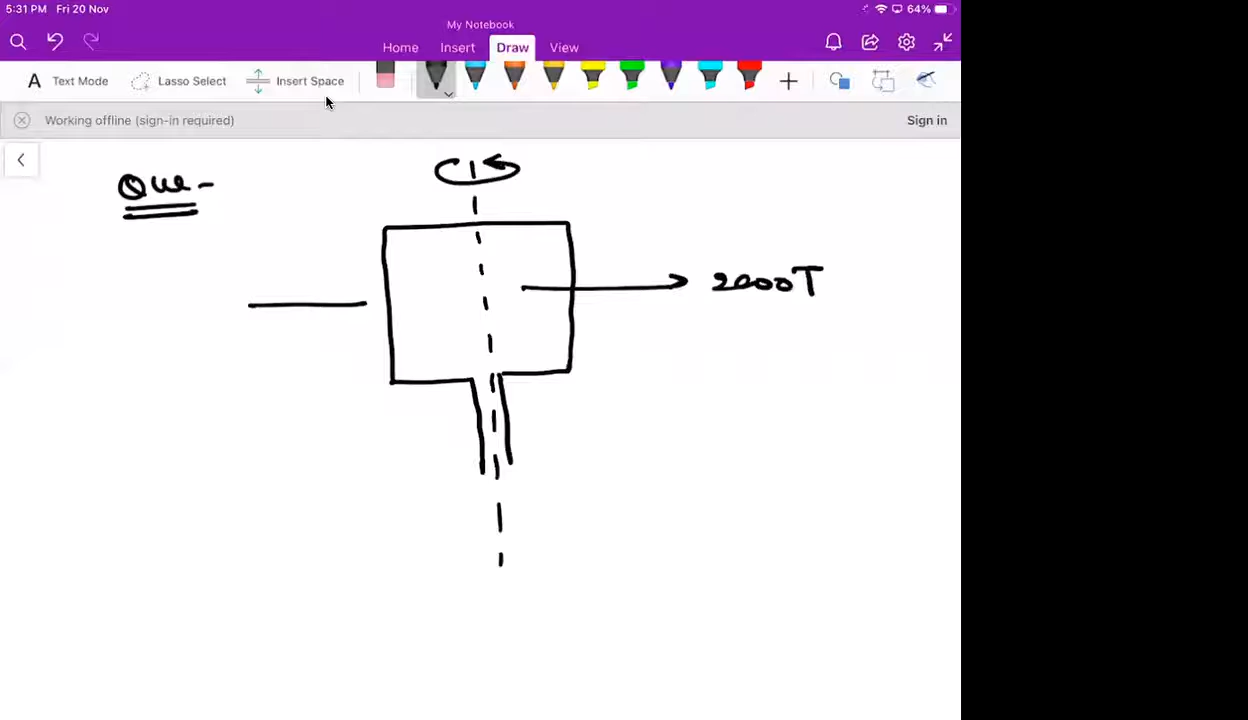 5:31 PM Fri 20 Nov
64%
My Notebook
Home Insert Draw View
Text Mode Lasso Select Insert Space
Working offline (sign-in required) Sign in
Que-
2000T